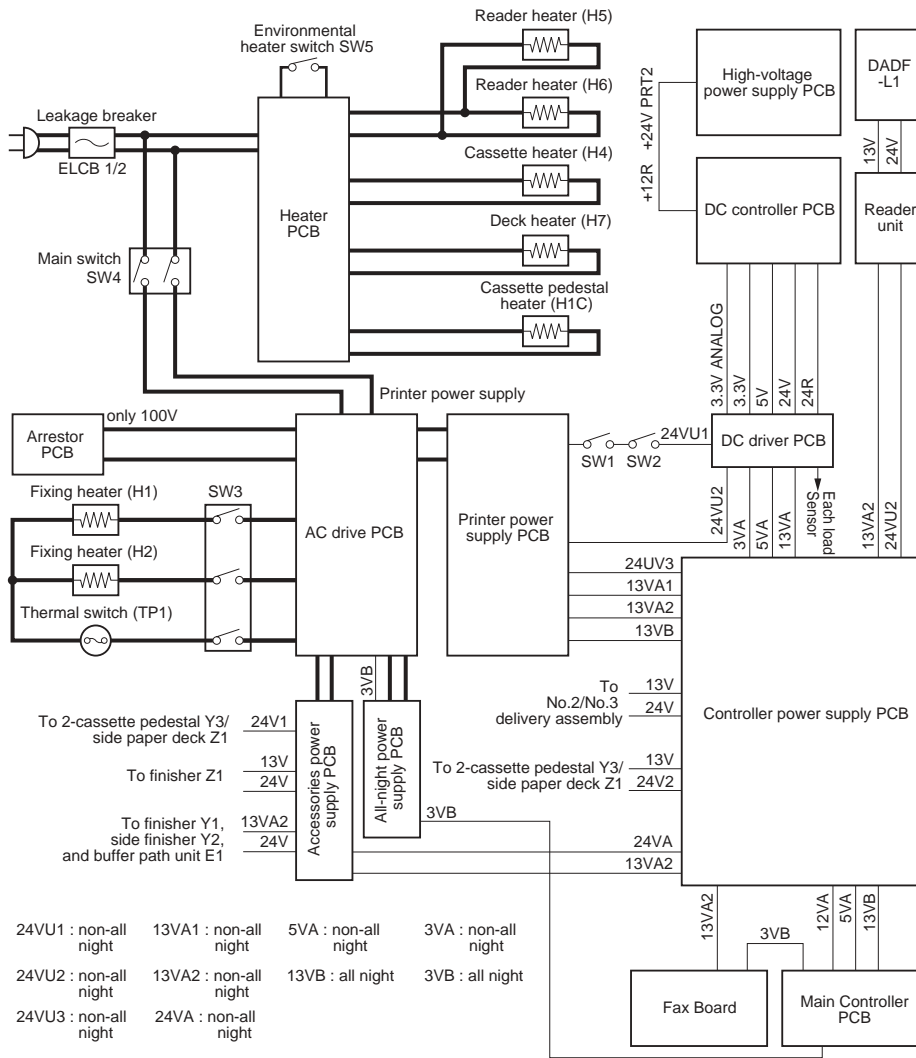 Reader heater (H5)
Environmental
heater switch SW5
Reader heater (H6)
Leakage breaker
ELCB 1/2
Cassette heater (H4)
Heater
PCB
Deck heater (H7)
Main switch
SW4
Cassette pedestal
heater (H1C)
High-voltage
power supply PCB
DADF
-L1
+24V PRT2
+12R
13V
24V
DC controller PCB
Reader
unit
3.3V ANALOG
3.3V
5V
24V
24R
Printer power supply
only 100V
Arrestor
PCB
Fixing heater (H1)
SW3
Fixing heater (H2)
Thermal switch (TP1)
AC drive PCB
Printer power
supply PCB
SW1
SW2
24VU1
DC driver PCB
24VU2
3VA
5VA
13VA
Each load
Sensor
13VA2
24VU2
24UV3
13VA1
13VA2
13VB
3VB
To
No.2/No.3
delivery assembly
13V
24V
Controller power supply PCB
To 2-cassette pedestal Y3/
side paper deck Z1
24V1
To finisher Z1
13V
24V
To finisher Y1,
side finisher Y2,
and buffer path unit E1
13VA2
24V
Accessories power
supply PCB
All-night power
supply PCB
To 2-cassette pedestal Y3/
side paper deck Z1
13V
24V2
3VB
24VA
13VA2
13VA2
12VA
5VA
13VB
3VB
Fax Board
Main Controller
PCB
24VU1 : non-all
night
13VA1 : non-all
night
5VA : non-all
night
3VA : non-all
night
24VU2 : non-all
night
13VA2 : non-all
night
13VB : all night
3VB : all night
24VU3 : non-all
night
24VA : non-all
night